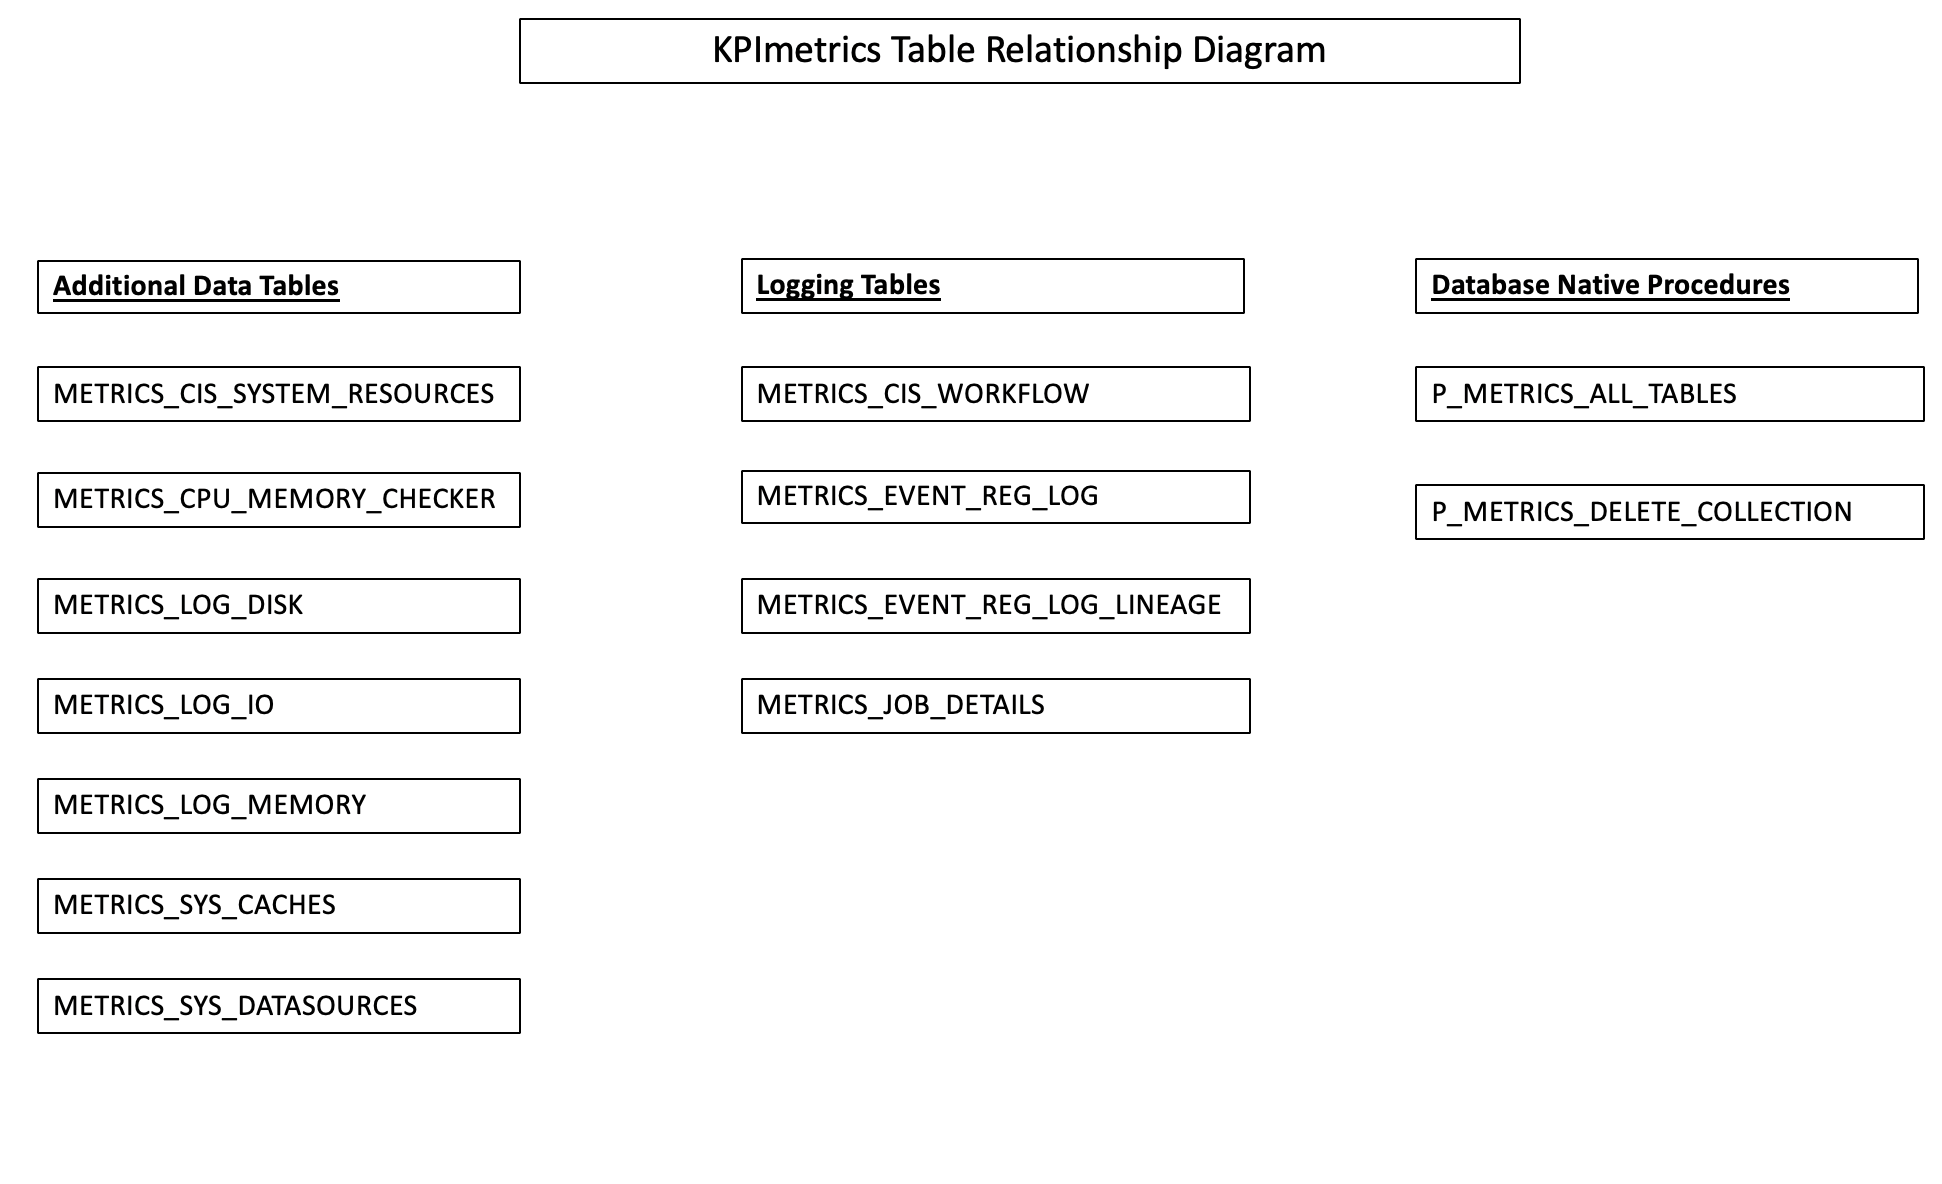 KPImetrics Table Relationship Diagram
Additional Data Tables
METRICS_CIS_SYSTEM_RESOURCES
METRICS_CPU_MEMORY_CHECKER
METRICS_LOG_DISK
METRICS_LOG_IO
METRICS_LOG_MEMORY
METRICS_SYS_CACHES
METRICS_SYS_DATASOURCES
Logging Tables
METRICS_CIS_WORKFLOW
METRICS_EVENT_REG_LOG
METRICS_EVENT_REG_LOG_LINEAGE
METRICS_JOB_DETAILS
Database Native Procedures
P_METRICS_ALL_TABLES
P_METRICS_DELETE_COLLECTION